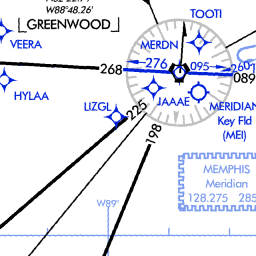 W88°48.26'
GREENWOOD
TOOTI
VEERA
MERDN
268
276
095
260
089
HYLAA
LIZGL
225
JAAAE
MERIDIAN
Key Fld
(MEI)
198
MEMPHIS
Meridian
128.275 285
W89°